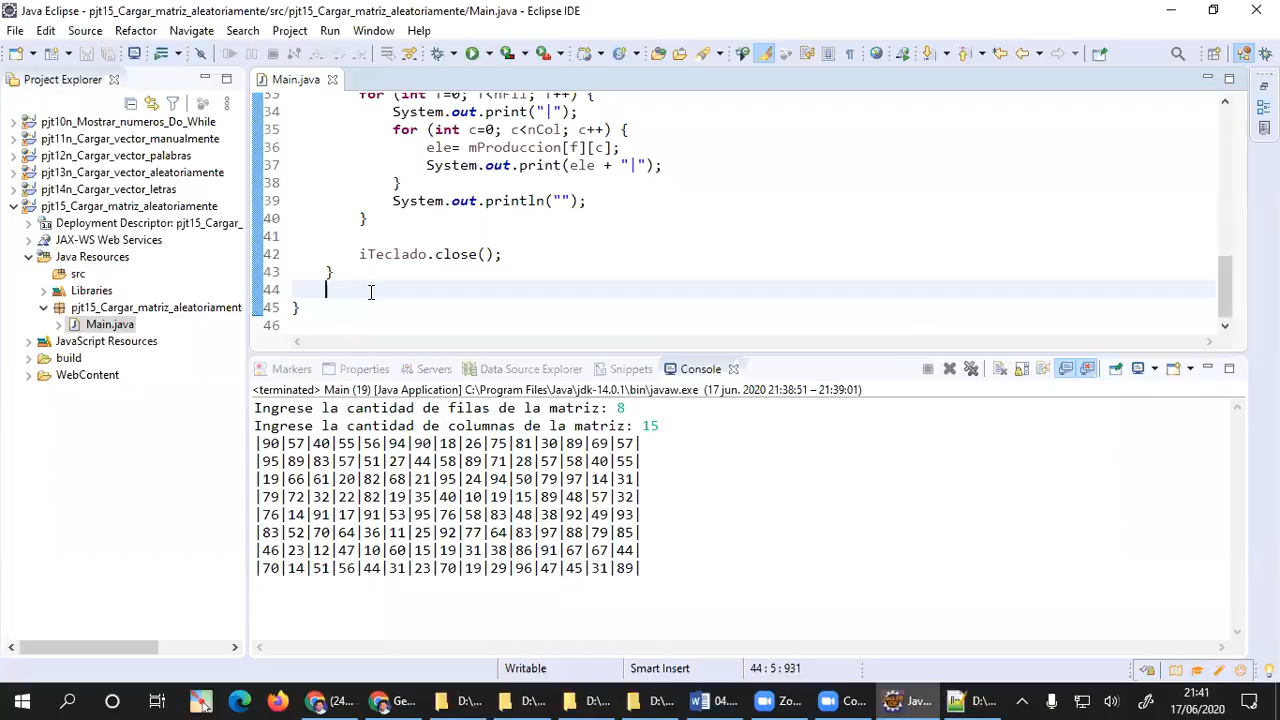 Java Eclipse - pjt15_Cargar_matriz_aleatoriamente/src/pjt15_Cargar_matriz_aleatoriamente/Main.java - Eclipse IDE
File Edit Source Refactor Navigate Search Project Run Window Help
Project Explorer
pjt10n_Mostrar_numeros_Do_While
pjt11n_Cargar_vector_manualmente
pjt12n_Cargar_vector_palabras
pjt13n_Cargar_vector_aleatoriamente
pjt14n_Cargar_vector_letras
pjt15_Cargar_matriz_aleatoriamente
Deployment Descriptor: pjt15_Cargar_
JAX-WS Web Services
Java Resources
src
Libraries
pjt15_Cargar_matriz_aleatoriament
Main.java
JavaScript Resources
build
WebContent
Main.java
33 for (int f=0; f<nFil; f++) {
34 System.out.print("|");
35 for (int c=0; c<nCol; c++) {
36 ele= mProduccion[f][c];
37 System.out.print(ele + "|");
38 }
39 System.out.println("");
40 }
41
42 iTeclado.close();
43 }
44
45 }
46
Markers Properties Servers Data Source Explorer Snippets Console
<terminated> Main (19) [Java Application] C:\Program Files\Java\jdk-14.0.1\bin\javaw.exe (17 jun. 2020 21:38:51 – 21:39:01)
Ingrese la cantidad de filas de la matriz: 8
Ingrese la cantidad de columnas de la matriz: 15
|90|57|40|55|56|94|90|18|26|75|81|30|89|69|57|
|95|89|83|57|51|27|44|58|89|71|28|57|58|40|55|
|19|66|61|20|82|68|21|95|24|94|50|79|97|14|31|
|79|72|32|22|82|19|35|40|10|19|15|89|48|57|32|
|76|14|91|17|91|53|95|76|58|83|48|38|92|49|93|
|83|52|70|64|36|11|25|92|77|64|83|97|88|79|85|
|46|23|12|47|10|60|15|19|31|38|86|91|67|67|44|
|70|14|51|56|44|31|23|70|19|29|96|47|45|31|89|
Writable Smart Insert 44 : 5 : 931
(24... Ge... D:\... D:\... D:\... D:\... 04.... Zo... Co... Jav... D:\...
21:41
17/06/2020